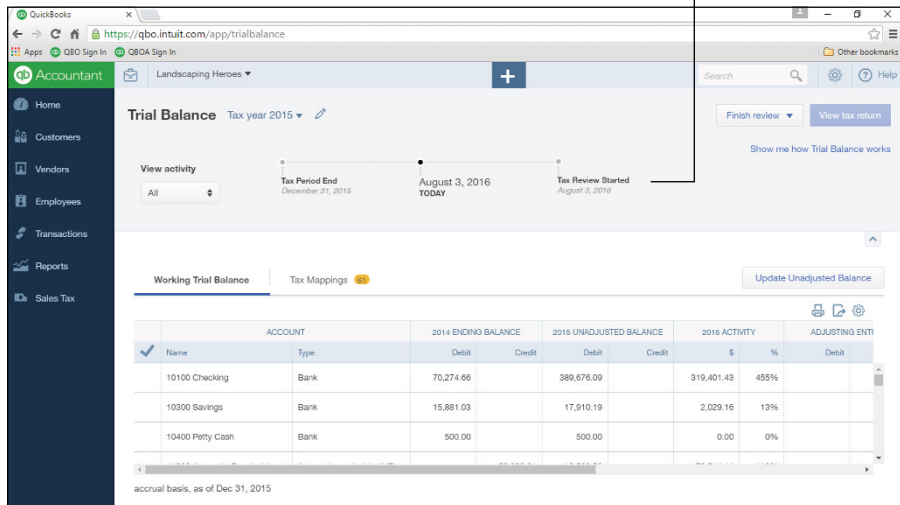 QuickBooks
https://qbo.intuit.com/app/trialbalance
Apps QBO Sign In QBOA Sign In Other bookmarks
qb Accountant Landscaping Heroes Search Help
Home
Customers
Vendors
Employees
Transactions
Reports
Sales Tax
Trial Balance Tax year 2015 Finish review View tax return
Show me how Trial Balance works
View activity
All
Tax Period End August 3, 2016 Tax Review Started
December 31, 2015 TODAY August 3, 2016
Working Trial Balance Tax Mappings 61 Update Unadjusted Balance
ACCOUNT 2014 ENDING BALANCE 2015 UNADJUSTED BALANCE 2015 ACTIVITY ADJUSTING ENTI
Name Type Debit Credit Debit Credit $ % Debit
10100 Checking Bank 70,274.66 389,676.09 319,401.43 455%
10300 Savings Bank 15,881.03 17,910.19 2,029.16 13%
10400 Petty Cash Bank 500.00 500.00 0.00 0%
accrual basis, as of Dec 31, 2015